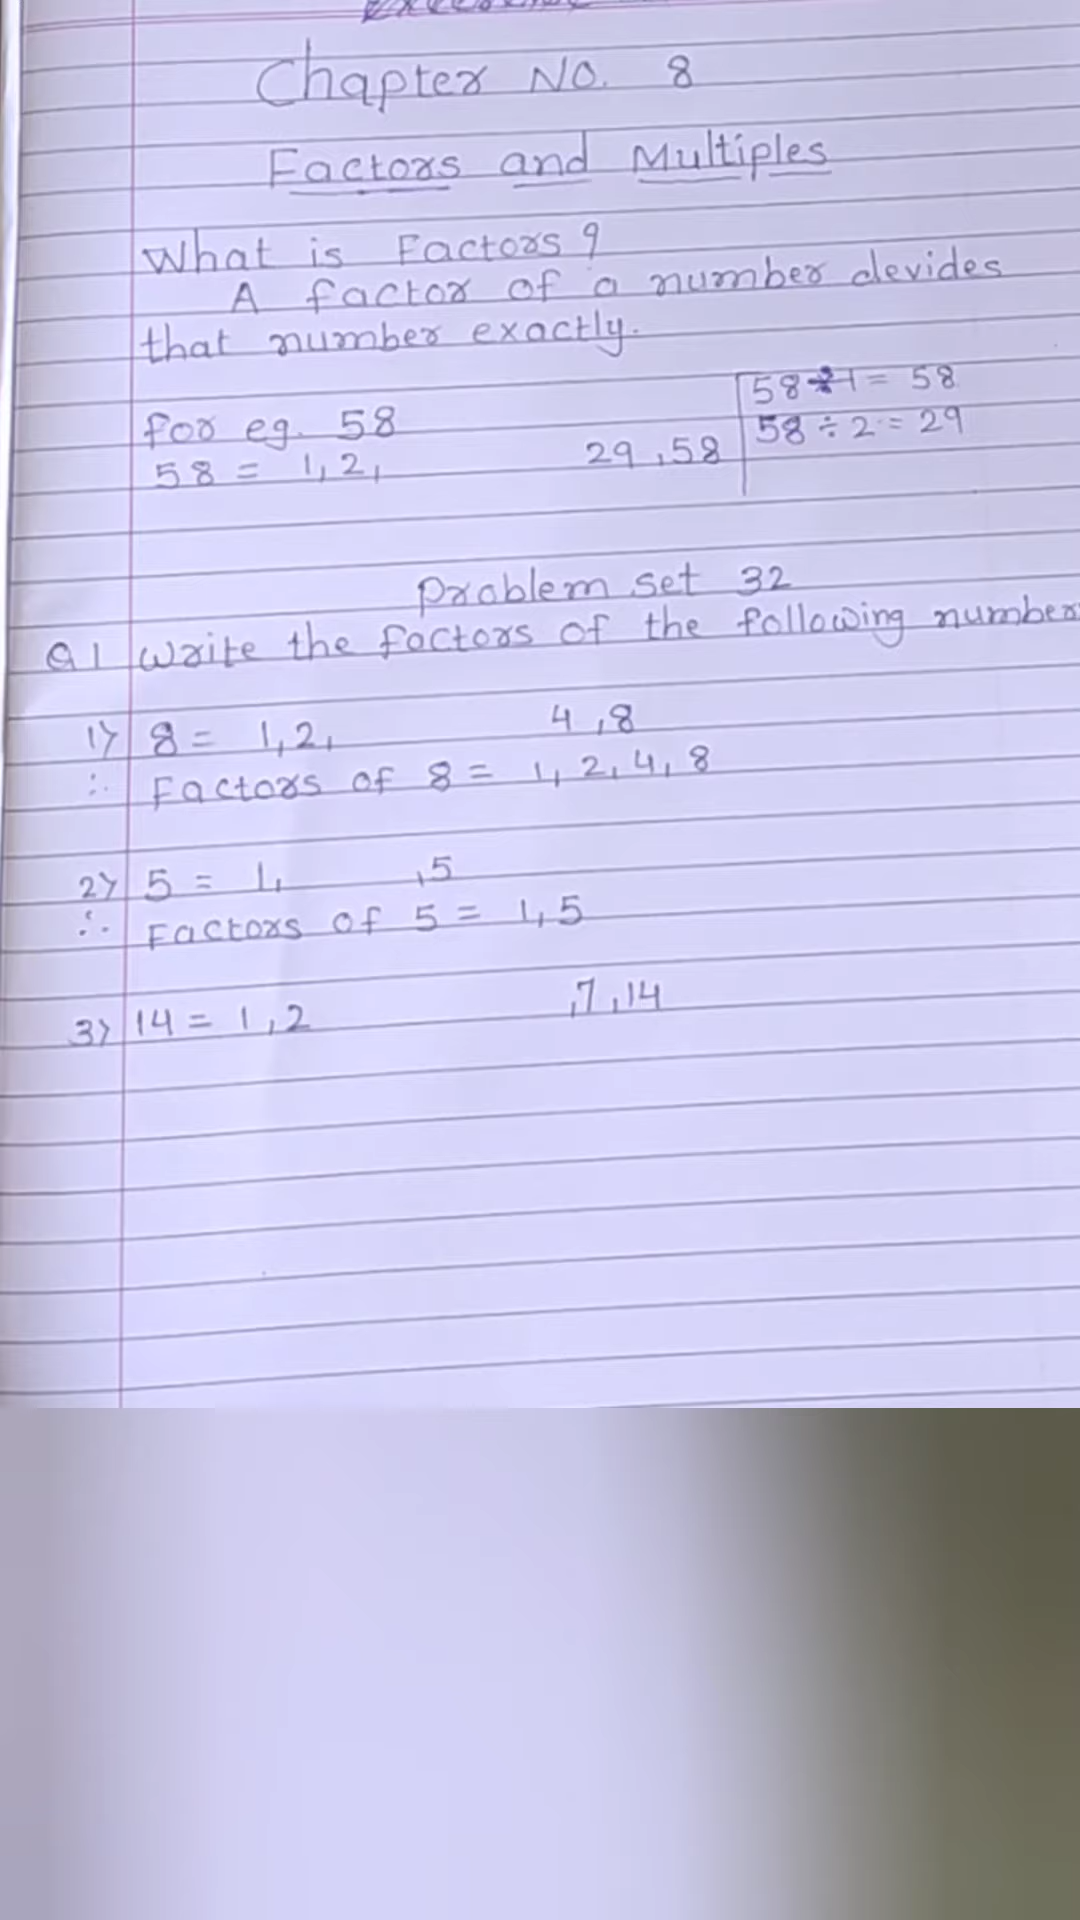 Chapter No. 8
Factors and Multiples
What is Factors?
A factor of a number devides
that number exactly.
for eg. 58
58 = 1, 2, 29, 58
58 ÷ 1 = 58
58 ÷ 2 = 29
Problem set 32
Q1 Write the factors of the following number
1) 8 = 1, 2, 4, 8
∴ Factors of 8 = 1, 2, 4, 8
2) 5 = 1, , 5
∴ Factors of 5 = 1, 5
3) 14 = 1, 2 , 7, 14